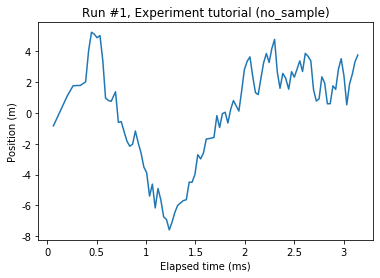 Run #1, Experiment tutorial (no_sample)
4
2
0
-2
-4
-6
-8
Position (m)
0 0.5 1 1.5 2 2.5 3
Elapsed time (ms)